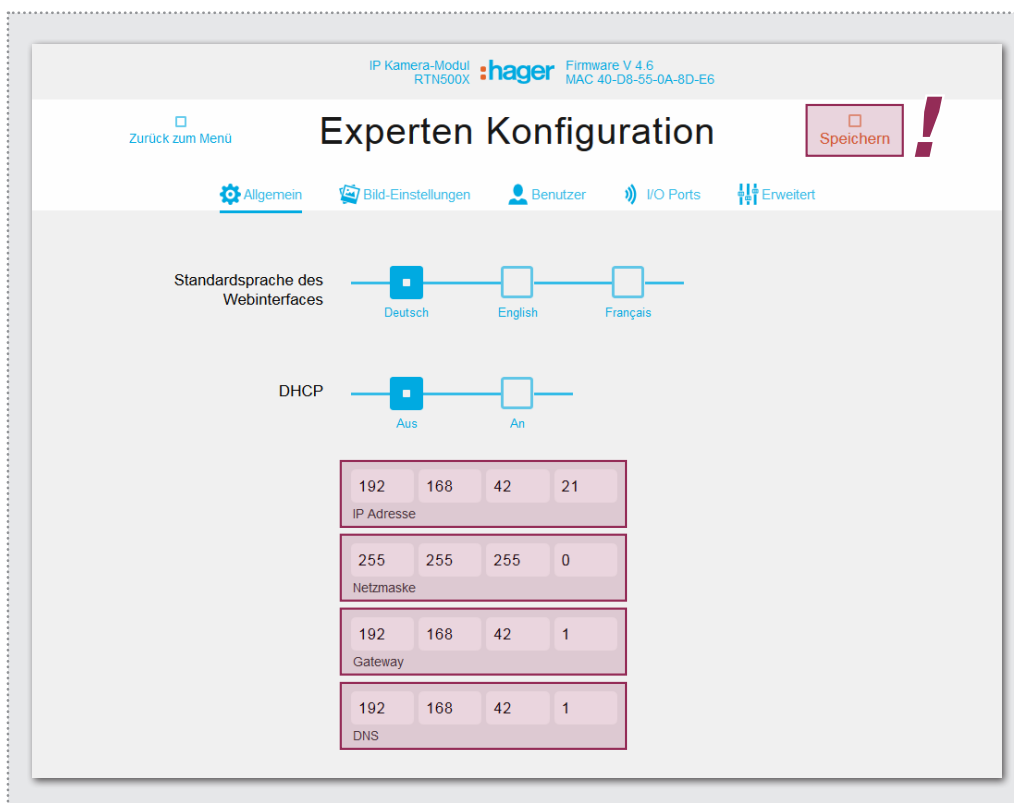 IP Kamera-Modul
RTN500X
:hager
Firmware V 4.6
MAC 40-D8-55-0A-8D-E6
Zurück zum Menü
Experten Konfiguration
Speichern
!
Allgemein Bild-Einstellungen Benutzer I/O Ports Erweitert
Standardsprache des
Webinterfaces
Deutsch English Français
DHCP
Aus An
192 168 42 21
IP Adresse
255 255 255 0
Netzmaske
192 168 42 1
Gateway
192 168 42 1
DNS